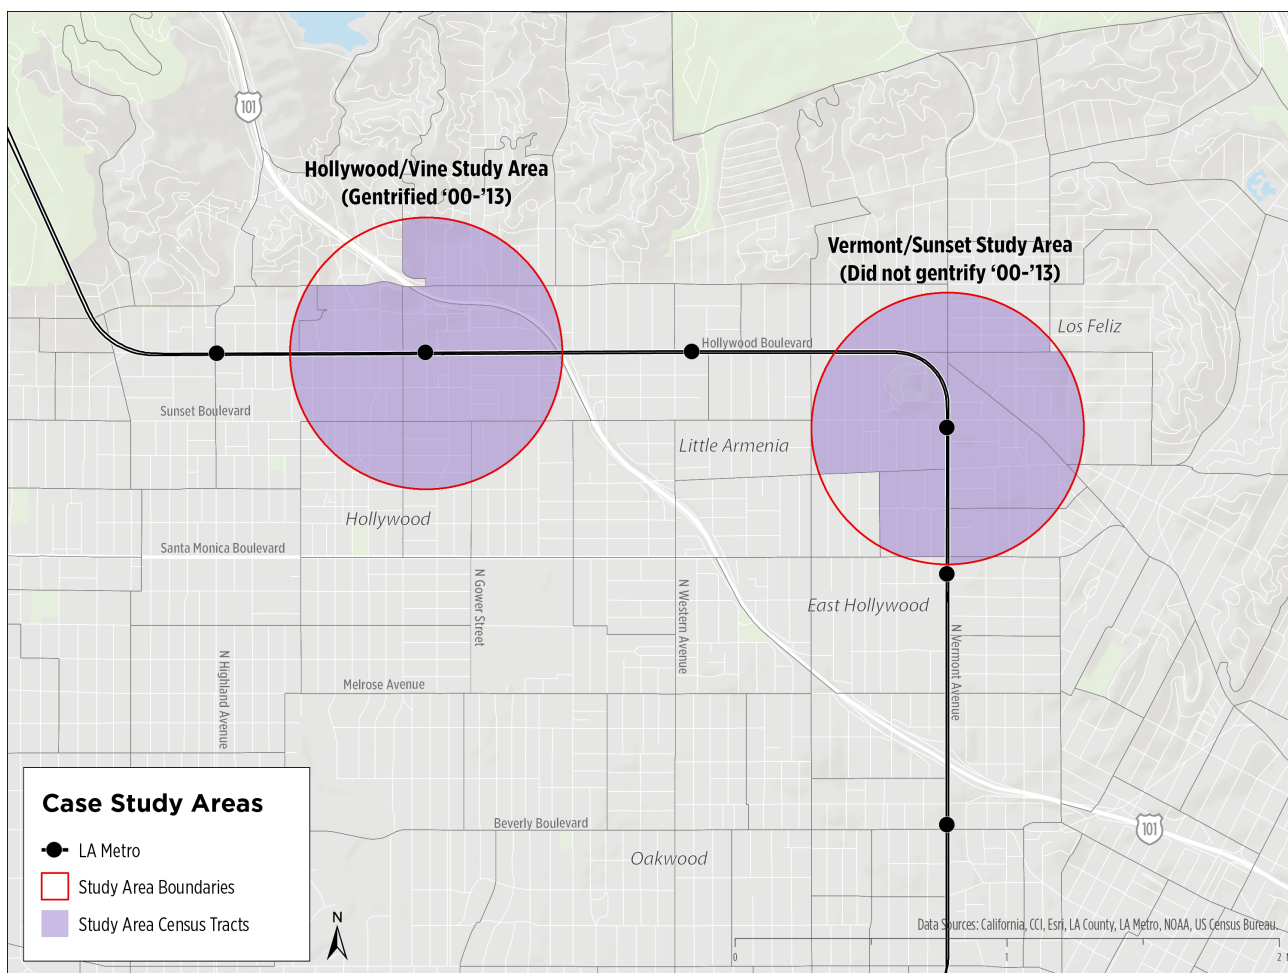 101
Hollywood/Vine Study Area
(Gentrified ‘00-’13)
Vermont/Sunset Study Area
(Did not gentrify ‘00-’13)
Los Feliz
Hollywood Boulevard
Sunset Boulevard
Little Armenia
Hollywood
Santa Monica Boulevard
N Gower Street
N Western Avenue
East Hollywood
N Highland Avenue
N Vermont Avenue
Melrose Avenue
Beverly Boulevard
Oakwood
101
Case Study Areas
LA Metro
Study Area Boundaries
Study Area Census Tracts
N
Data Sources: California, CCI, Esri, LA County, LA Metro, NOAA, US Census Bureau.
0 1 2